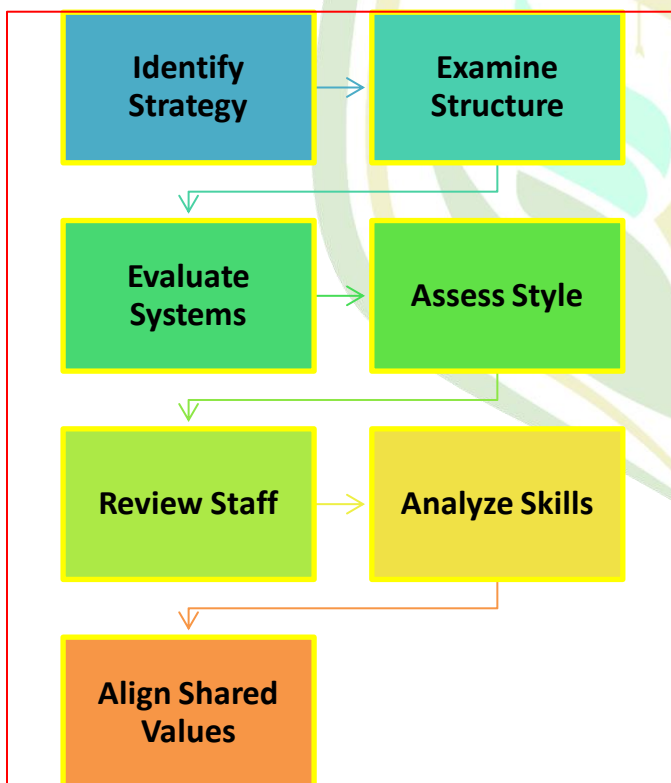 Identify
Strategy
Examine
Structure
Evaluate
Systems
Assess Style
Review Staff
Analyze Skills
Align Shared
Values